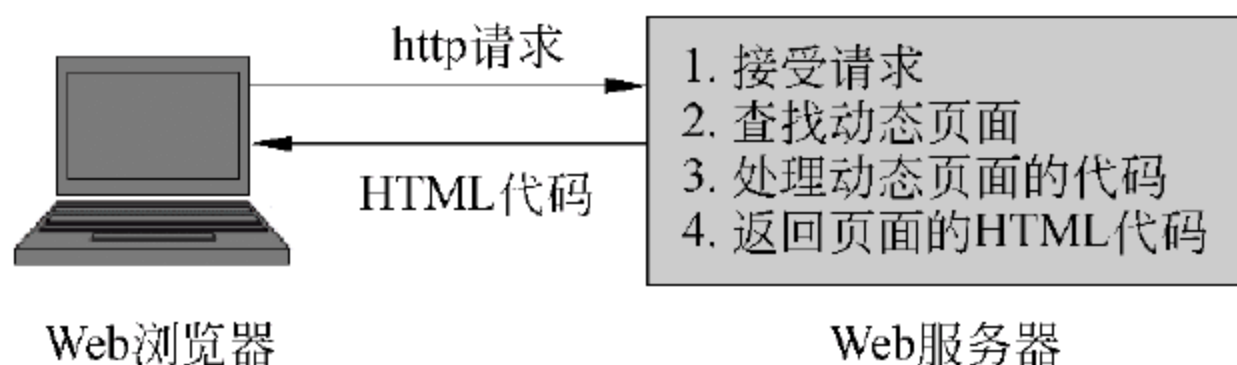 http请求
HTML代码
1. 接受请求
2. 查找动态页面
3. 处理动态页面的代码
4. 返回页面的HTML代码
Web浏览器
Web服务器